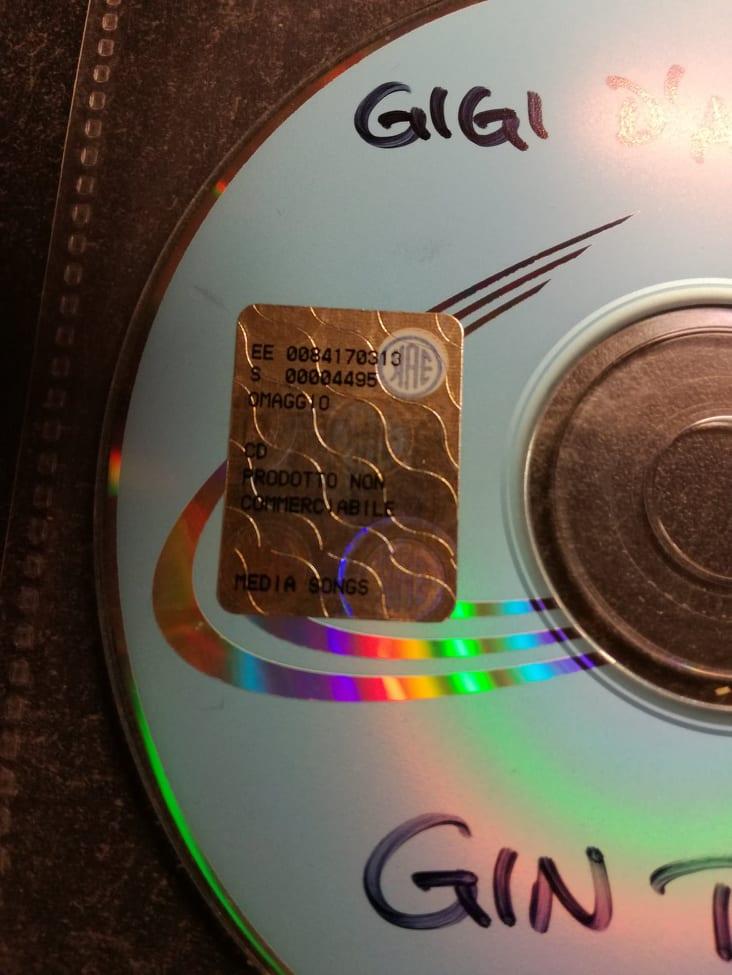 GIGI D'A
EE 0084170313
S 00004495
OMAGGIO
CD
PRODOTTO NON
COMMERCIABILE
MEDIA SONGS
GIN T